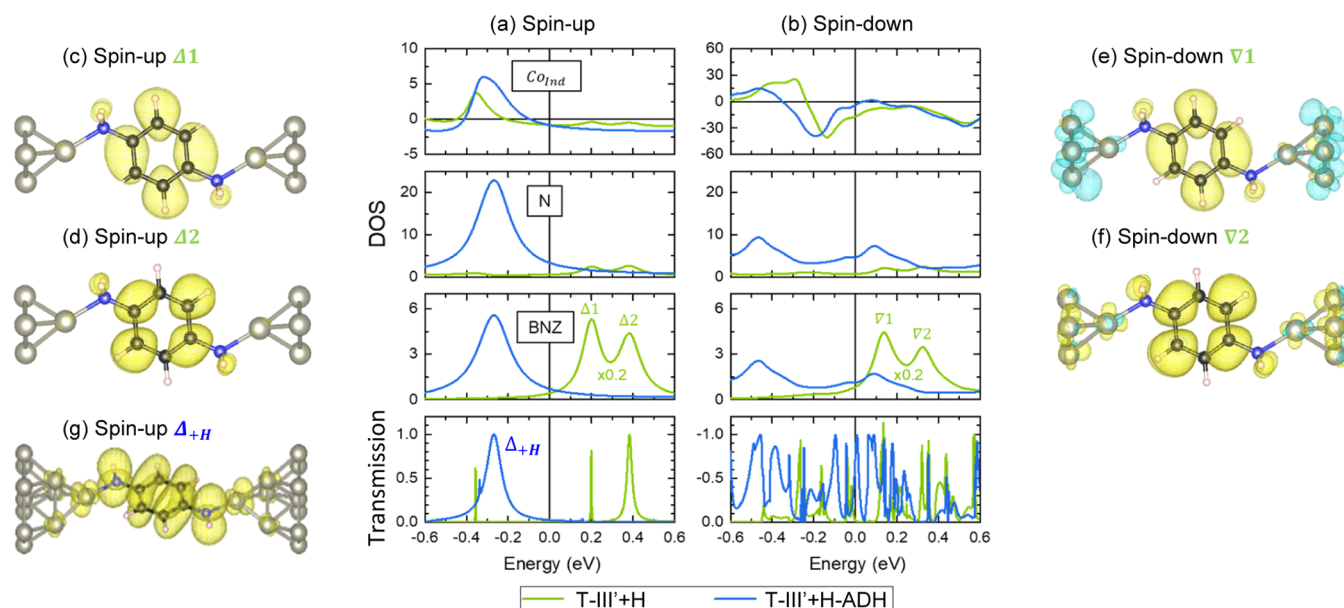 (a) Spin-up
(b) Spin-down
(c) Spin-up Δ1
(d) Spin-up Δ2
(g) Spin-up Δ+H
(e) Spin-down ∇1
(f) Spin-down ∇2
10
5
0
-5
Co_Ind
60
30
0
-30
-60
DOS
20
10
0
N
20
10
0
6
3
0
BNZ
Δ1
Δ2
x0.2
6
3
0
∇1
∇2
x0.2
Transmission
1.0
0.5
0.0
Δ+H
-1.0
-0.5
0.0
-0.6 -0.4 -0.2 0.0 0.2 0.4 0.6
-0.6 -0.4 -0.2 0.0 0.2 0.4 0.6
Energy (eV)
Energy (eV)
T-III'+H
T-III'+H-ADH